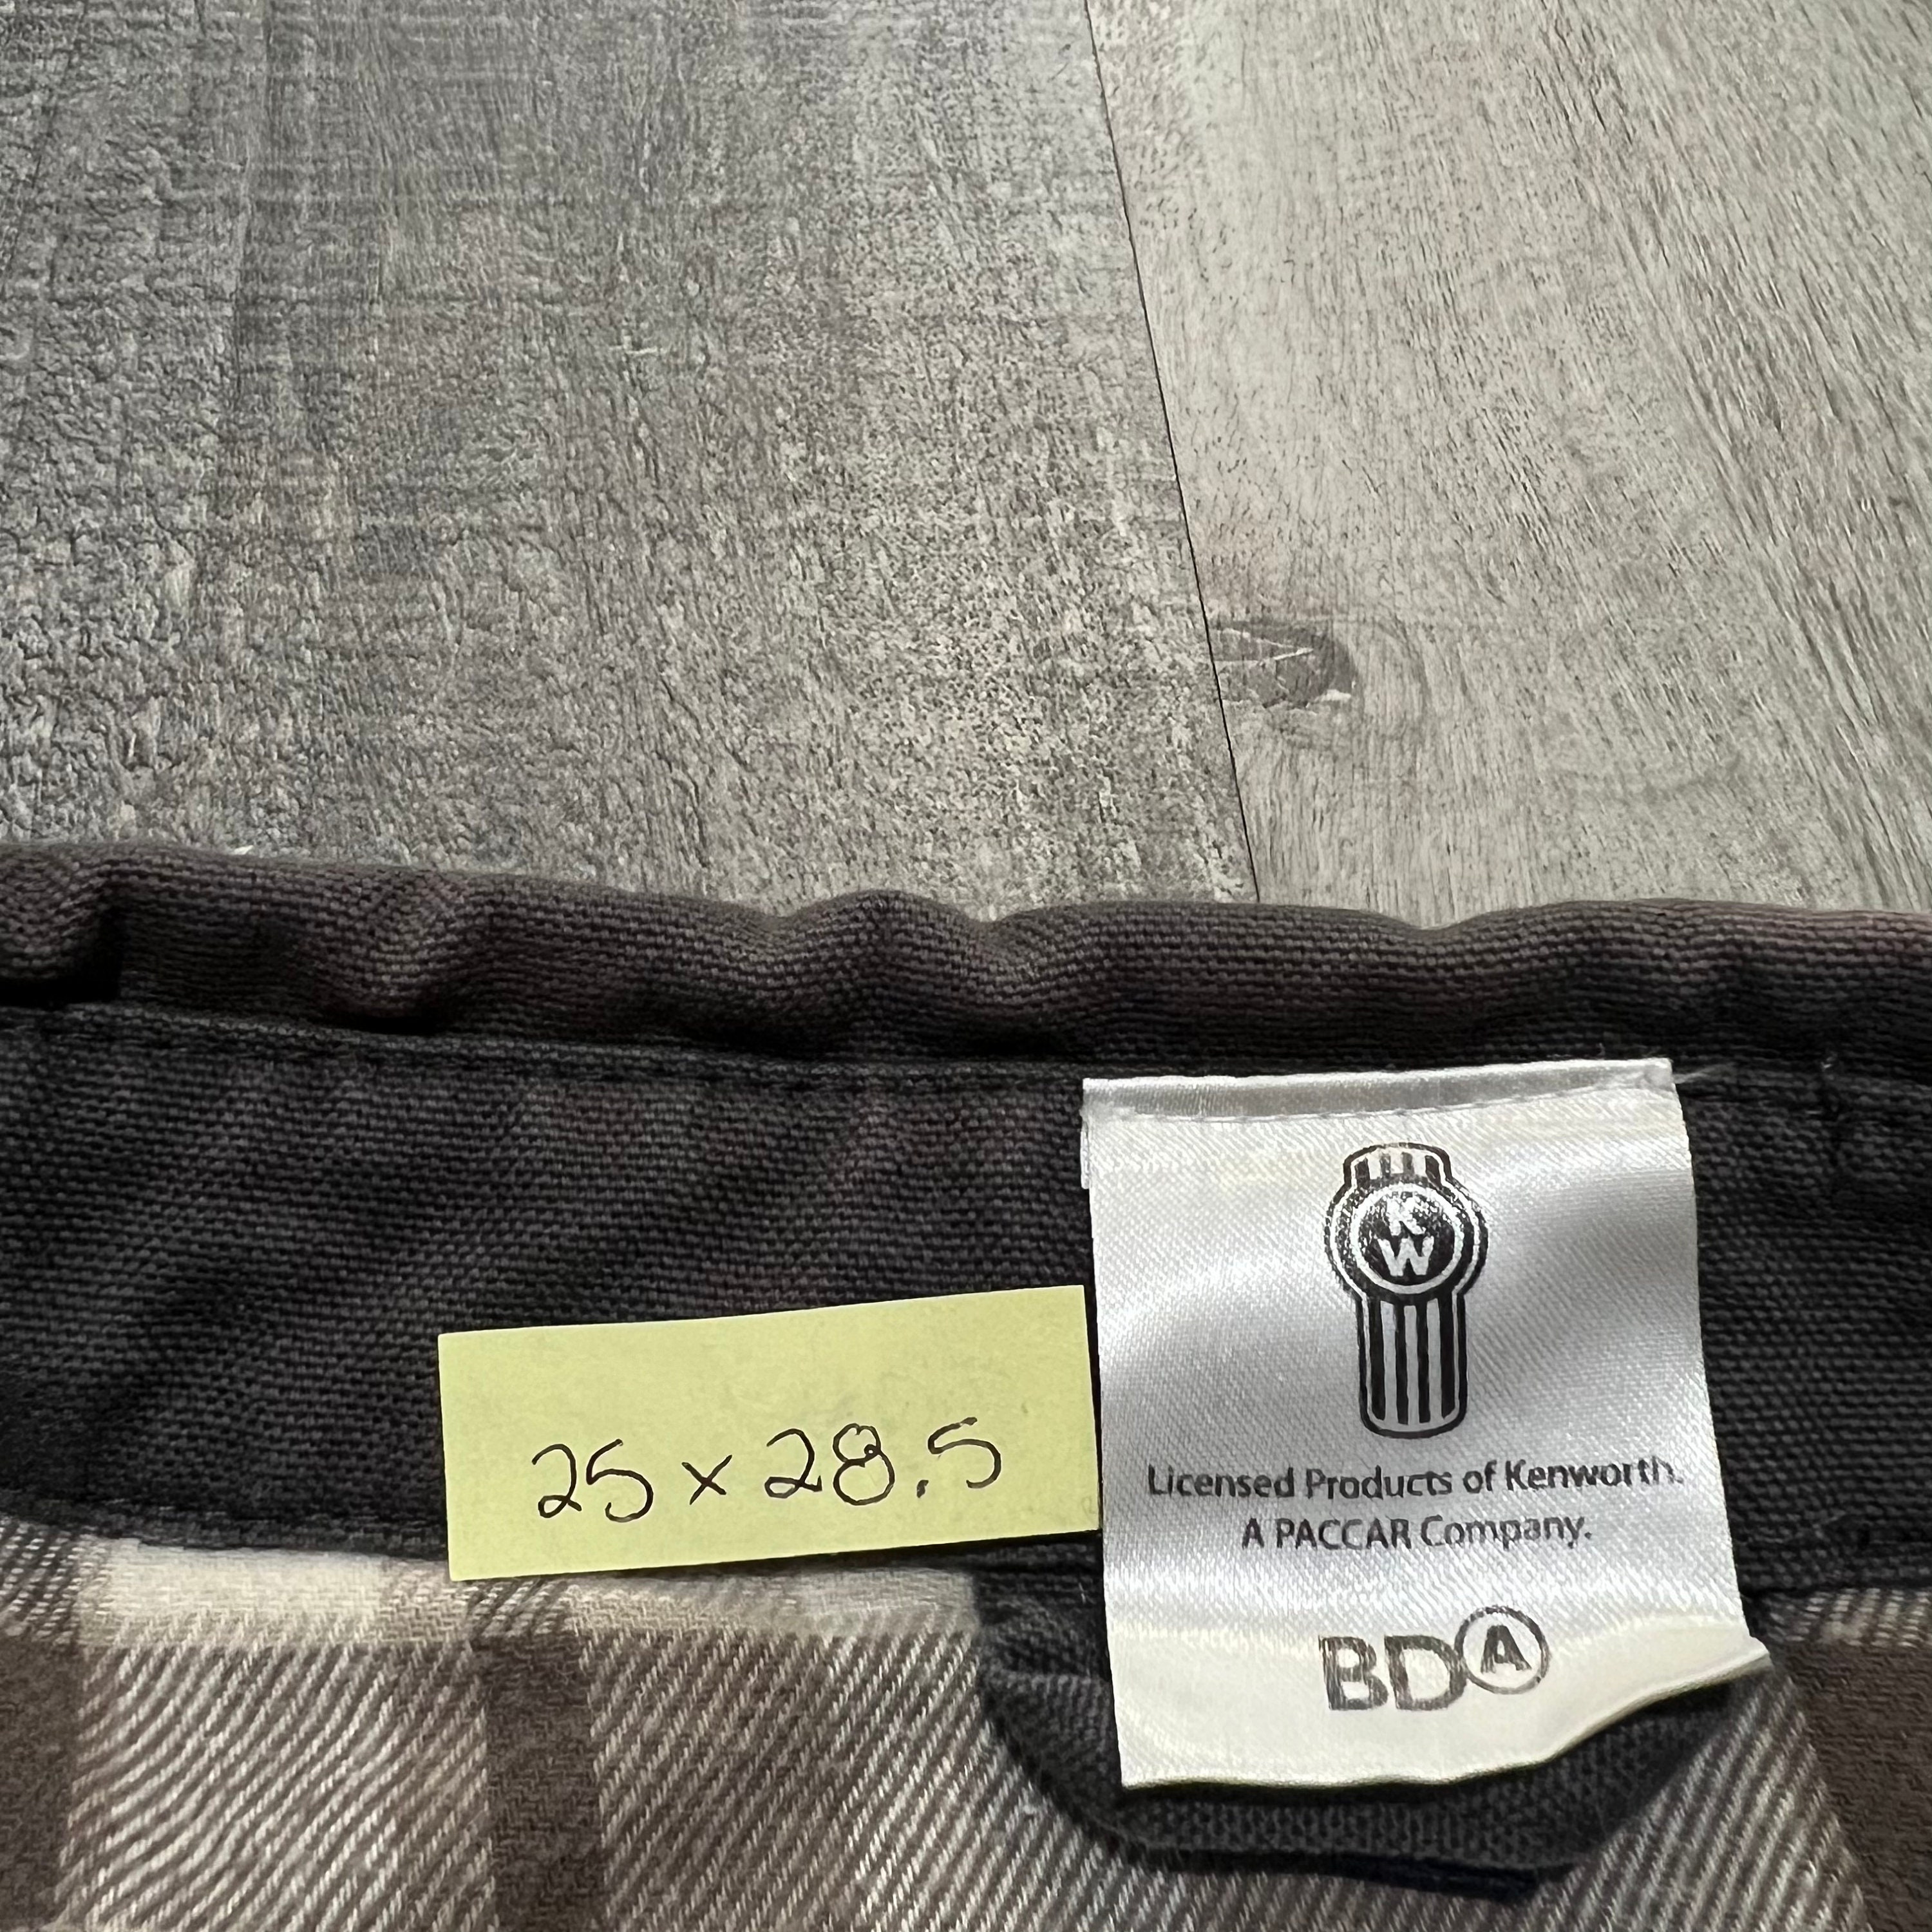 25 x 28.5
KW
Licensed Products of Kenworth.
A PACCAR Company.
BDA